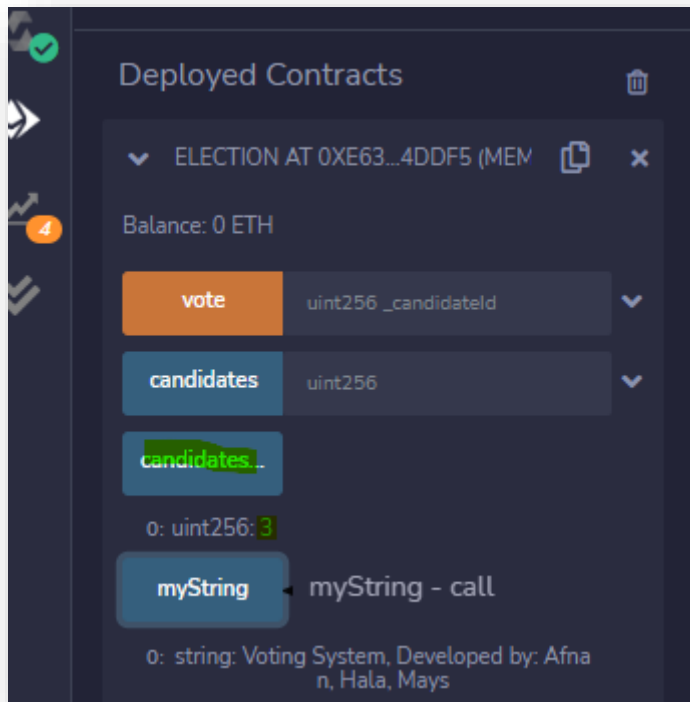 Deployed Contracts
ELECTION AT 0XE63...4DDF5 (MEM
4
Balance: 0 ETH
vote uint256 _candidateId
candidates uint256
candidates...
0: uint256: 3
myString myString - call
0: string: Voting System, Developed by: Afna
n, Hala, Mays